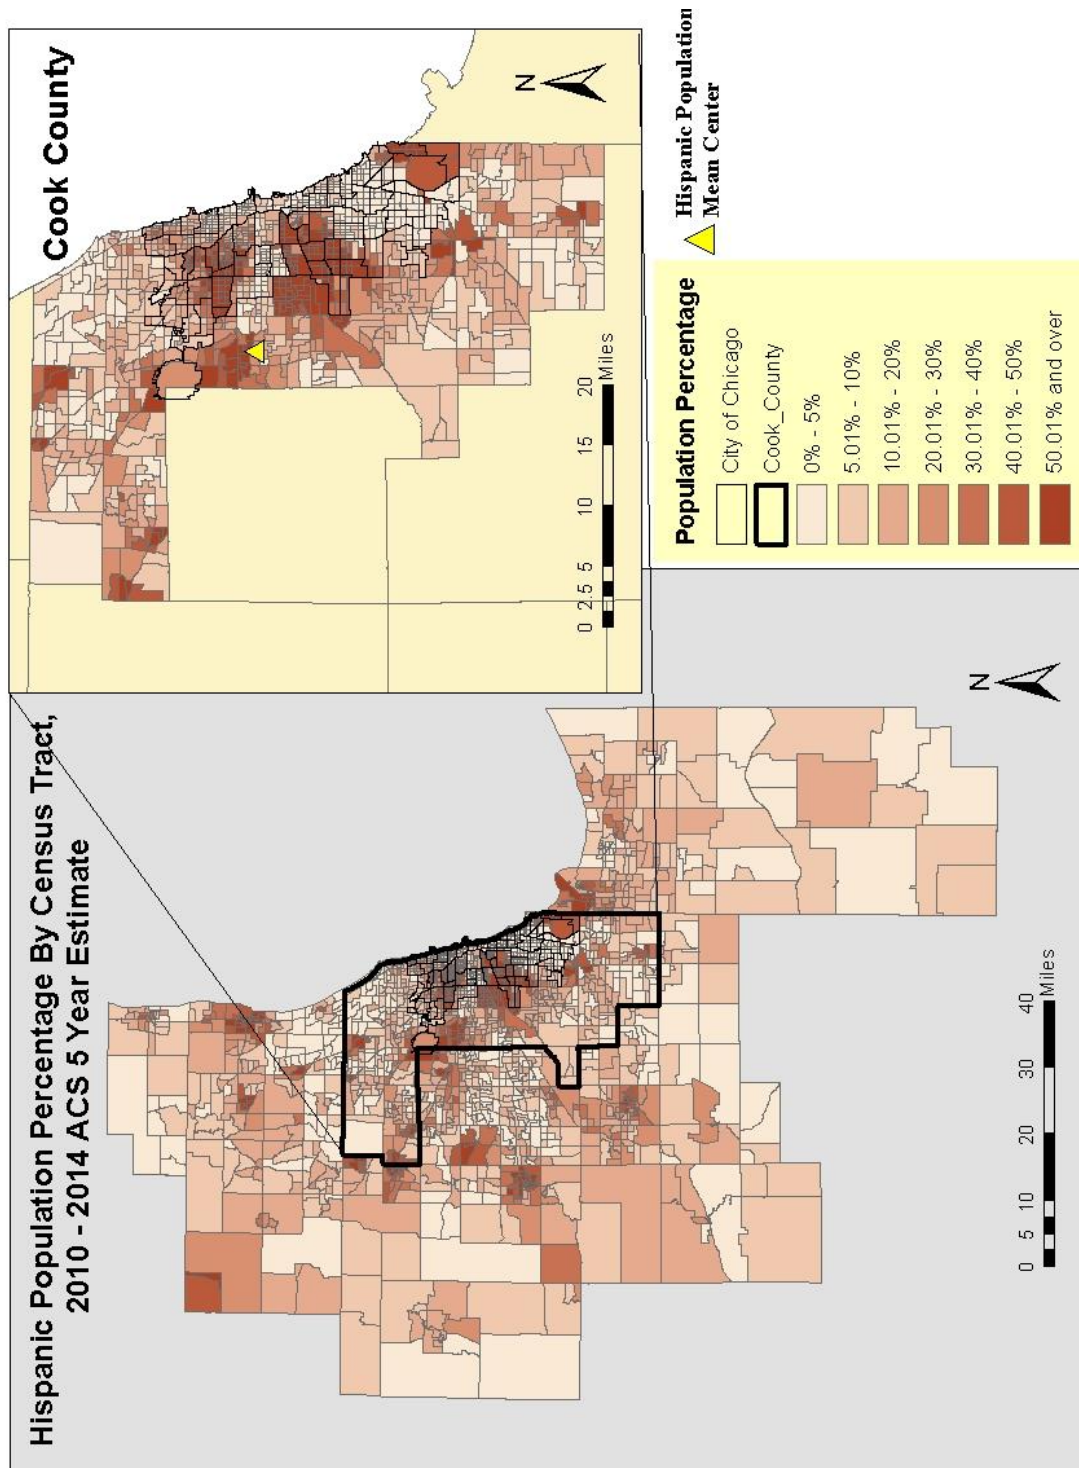 Hispanic Population Percentage By Census Tract,
2010 - 2014 ACS 5 Year Estimate
Cook County
N
0 2.5 5 10 15 20
Miles
N
0 5 10 20 30 40
Miles
Population Percentage
City of Chicago
Cook_County
0% - 5%
5.01% - 10%
10.01% - 20%
20.01% - 30%
30.01% - 40%
40.01% - 50%
50.01% and over
Hispanic Population
Mean Center